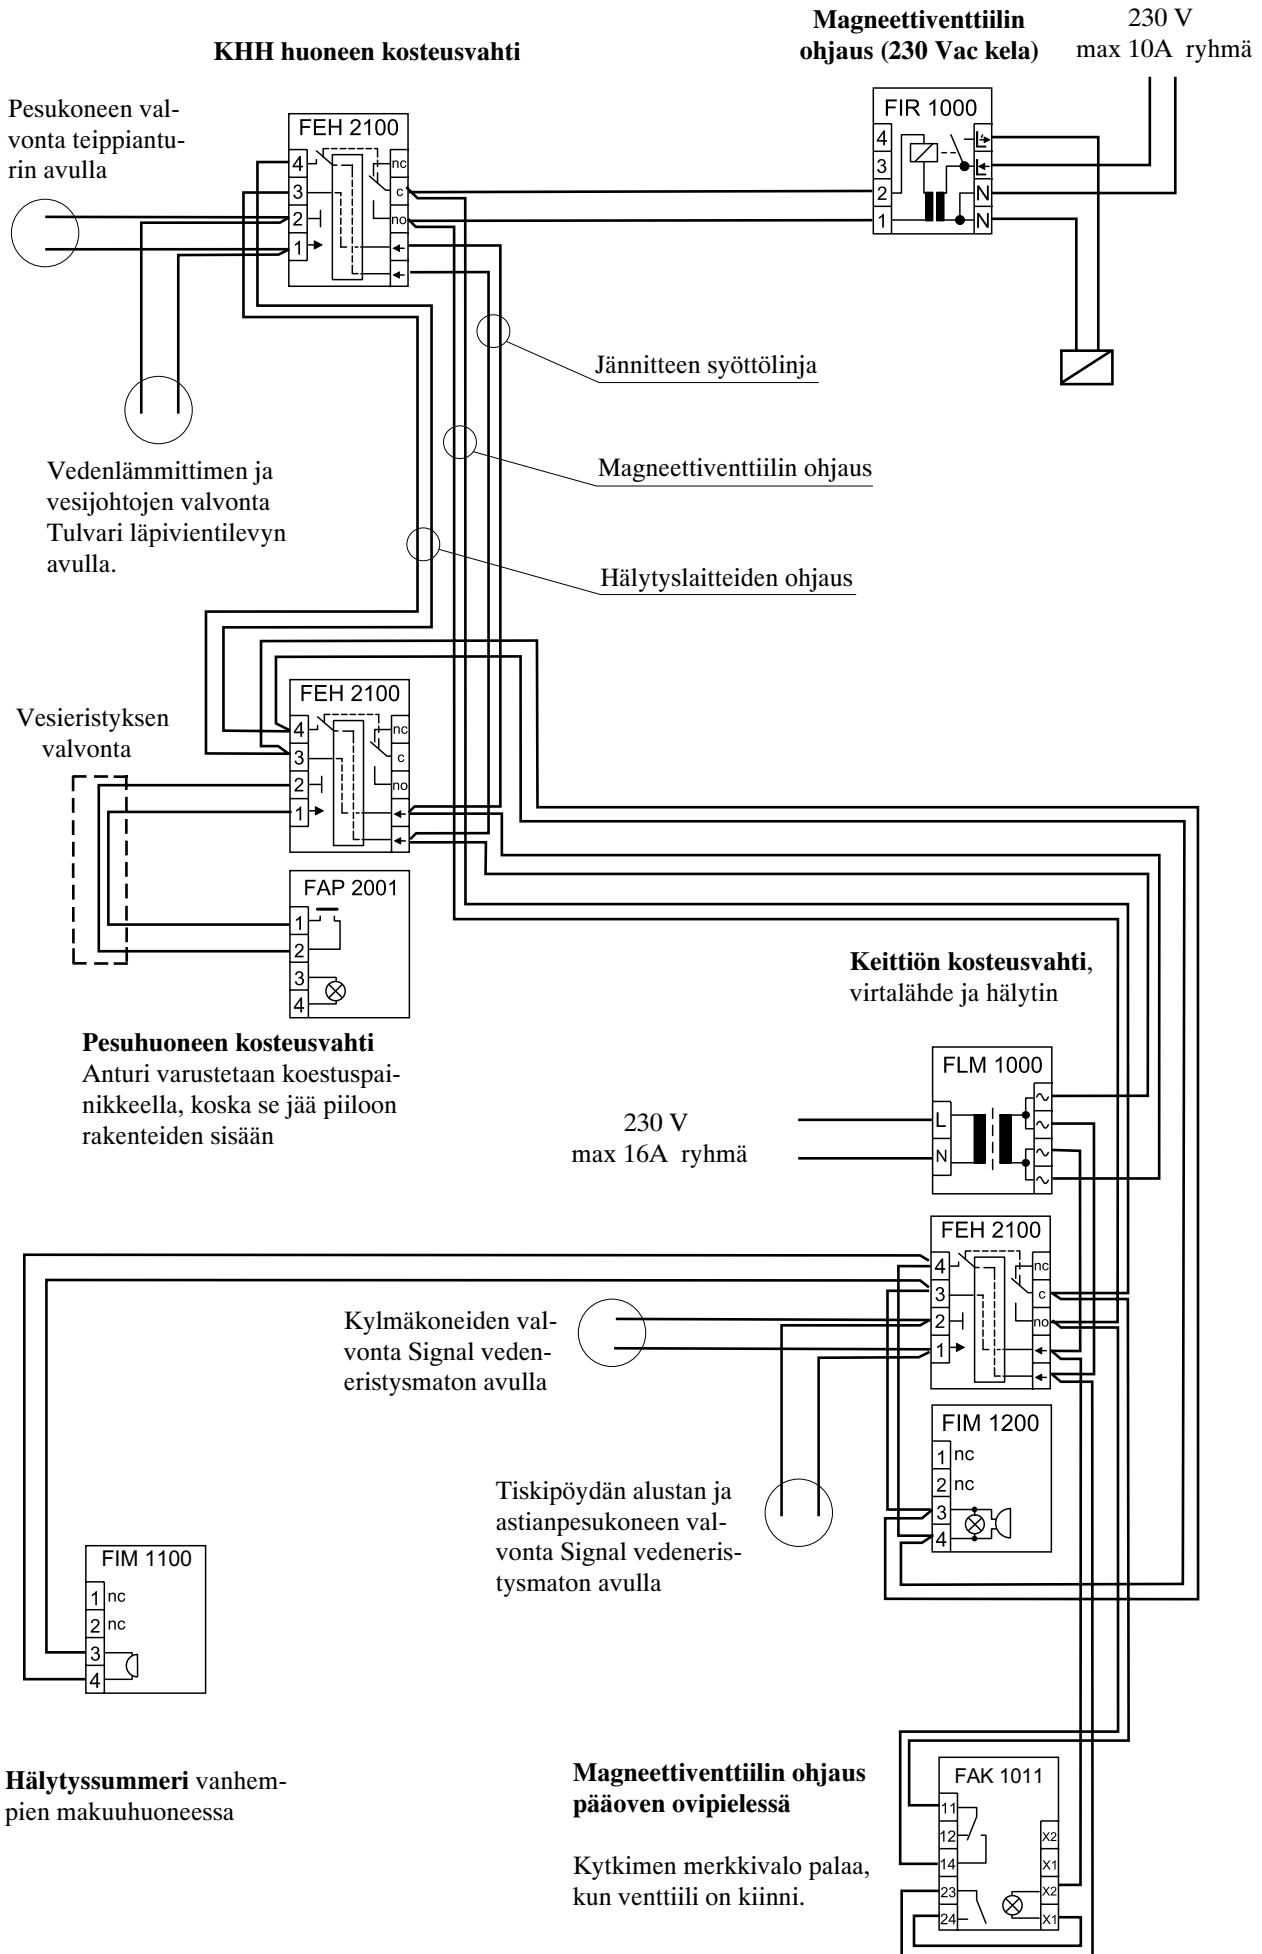 KHH huoneen kosteusvahti
Magneettiventtiilin
ohjaus (230 Vac kela)
230 V
max 10A ryhmä
Pesukoneen val-
vonta teippiantu-
rin avulla
FEH 2100
4
3
2
1
nc
c
no
FIR 1000
4
3
2
1
L
L
N
N
Jännitteen syöttölinja
Magneettiventtiilin ohjaus
Hälytyslaitteiden ohjaus
Vedenlämmittimen ja
vesijohtojen valvonta
Tulvari läpivientilevyn
avulla.
Vesieristyksen
valvonta
FEH 2100
4
3
2
1
nc
c
no
FAP 2001
1
2
3
4
Pesuhuoneen kosteusvahti
Anturi varustetaan koestuspai-
nikkeella, koska se jää piiloon
rakenteiden sisään
Keittiön kosteusvahti,
virtalähde ja hälytin
230 V
max 16A ryhmä
FLM 1000
L
N
~
~
~
~
FEH 2100
4
3
2
1
nc
c
no
Kylmäkoneiden val-
vonta Signal veden-
eristysmaton avulla
FIM 1200
1 nc
2 nc
3
4
Tiskipöydän alustan ja
astianpesukoneen val-
vonta Signal vedeneris-
tysmaton avulla
FIM 1100
1 nc
2 nc
3
4
Hälytyssummeri vanhem-
pien makuuhuoneessa
Magneettiventtiilin ohjaus
pääoven ovipielessä
Kytkimen merkkivalo palaa,
kun venttiili on kiinni.
FAK 1011
11
12
14
23
24
X2
X1
X2
X1